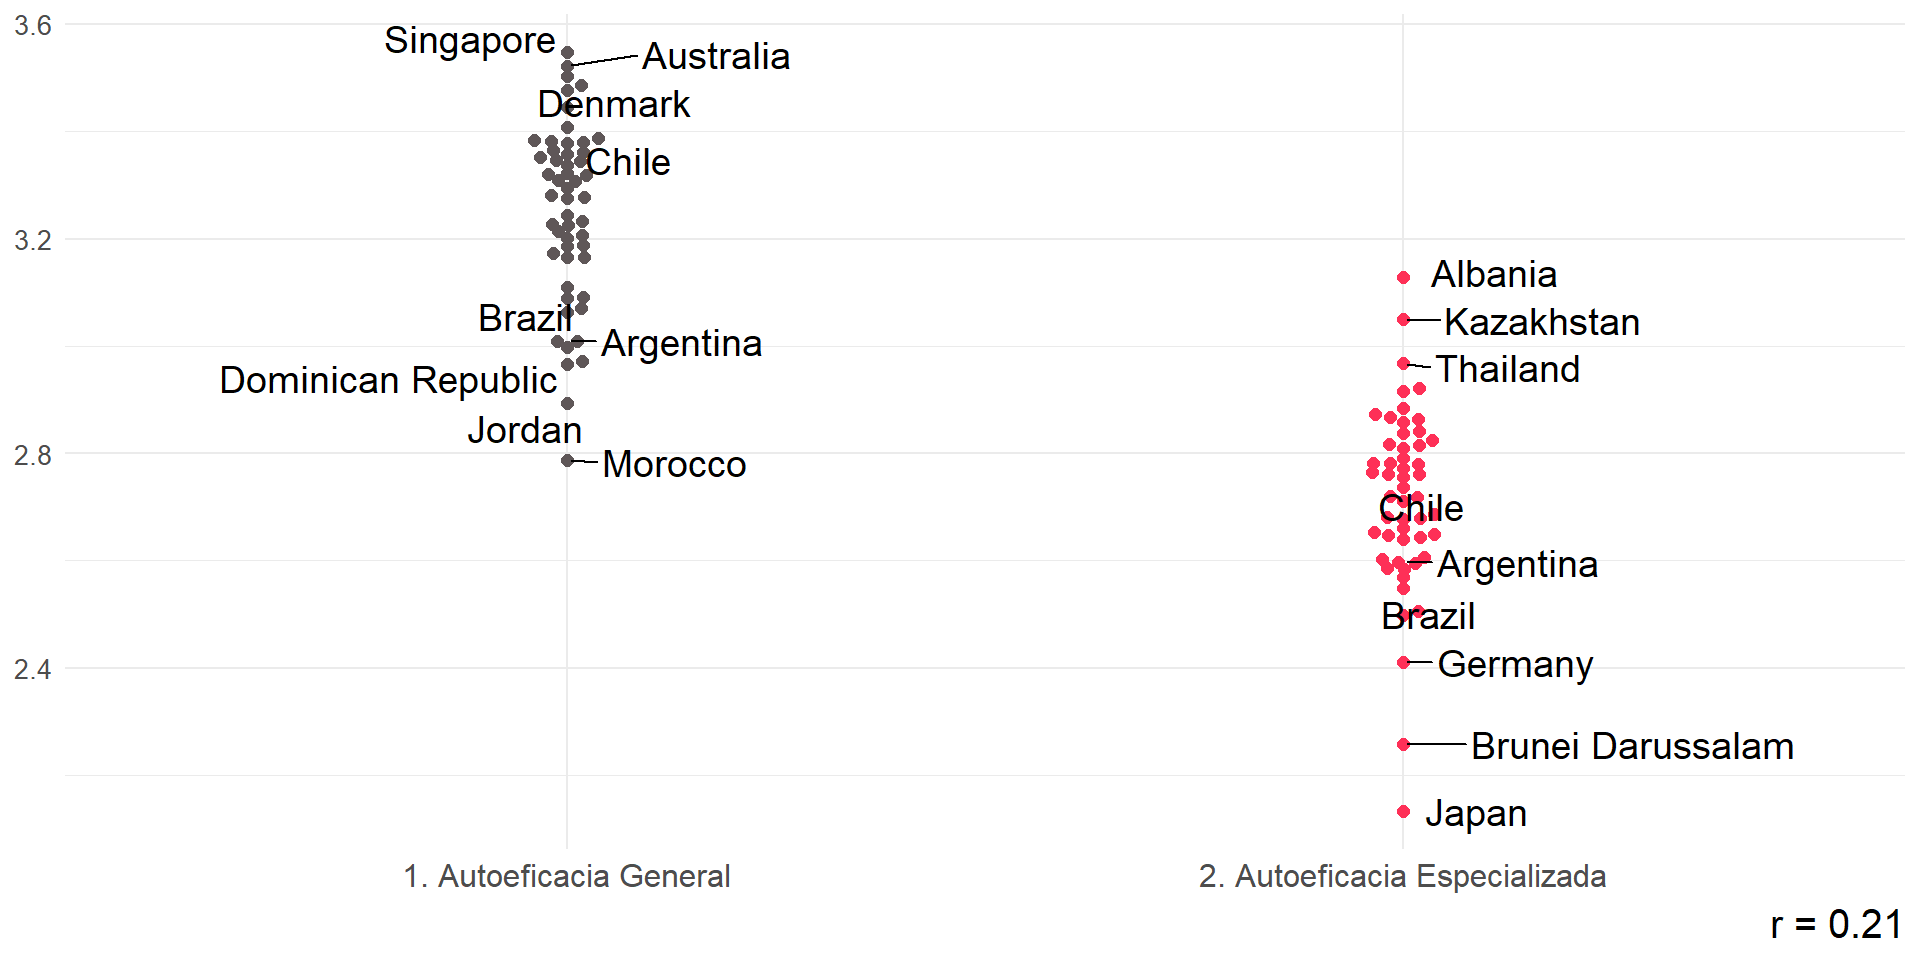 3.6
3.2
2.8
2.4
Singapore
Australia
Denmark
Chile
Brazil
Argentina
Dominican Republic
Jordan
Morocco
Albania
Kazakhstan
Thailand
Chile
Argentina
Brazil
Germany
Brunei Darussalam
Japan
1. Autoeficacia General
2. Autoeficacia Especializada
r = 0.21